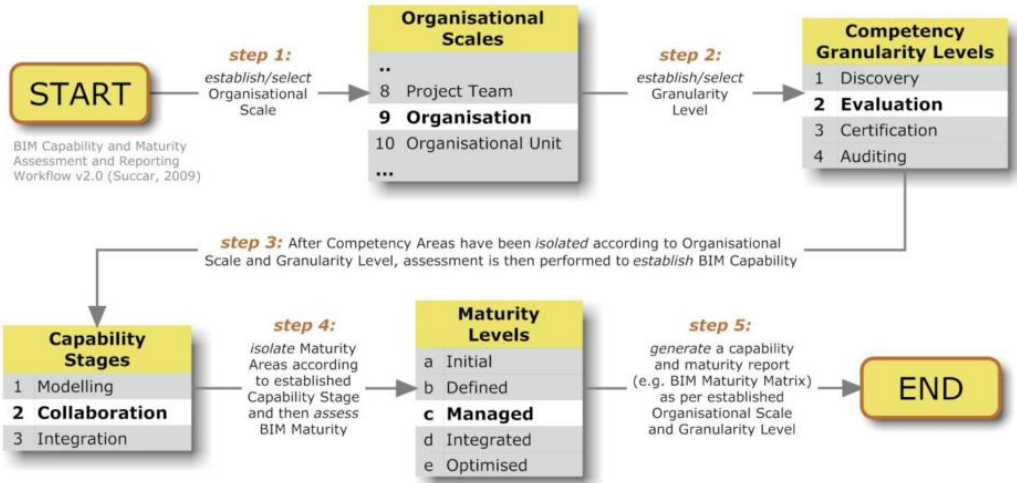 START
BIM Capability and Maturity
Assessment and Reporting
Workflow v2.0 (Succar, 2009)
step 1:
establish/select
Organisational
Scale
Organisational
Scales
..
8 Project Team
9 Organisation
10 Organisational Unit
...
step 2:
establish/select
Granularity
Level
Competency
Granularity Levels
1 Discovery
2 Evaluation
3 Certification
4 Auditing
step 3: After Competency Areas have been isolated according to Organisational
Scale and Granularity Level, assessment is then performed to establish BIM Capability
Capability
Stages
1 Modelling
2 Collaboration
3 Integration
step 4:
isolate Maturity
Areas according
to established
Capability Stage
and then assess
BIM Maturity
Maturity
Levels
a Initial
b Defined
c Managed
d Integrated
e Optimised
step 5:
generate a capability
and maturity report
(e.g. BIM Maturity Matrix)
as per established
Organisational Scale
and Granularity Level
END